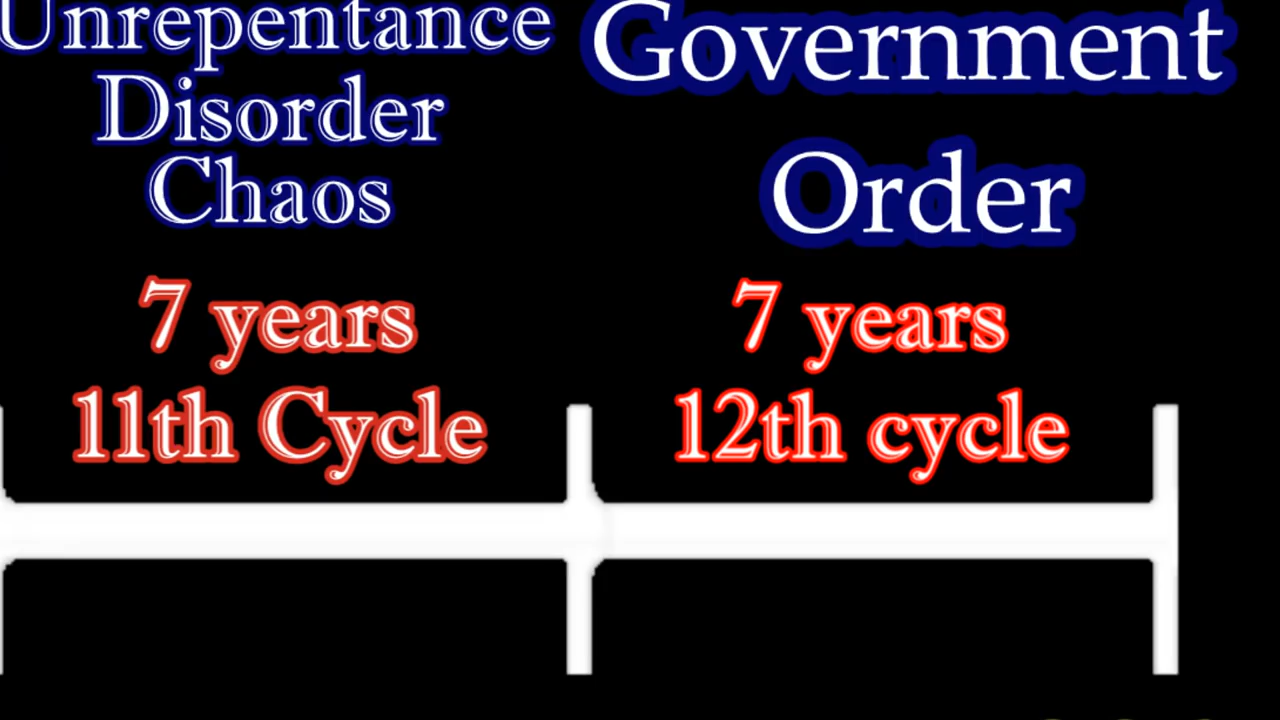 Unrepentance
Disorder
Chaos
7 years
11th Cycle
Government
Order
7 years
12th cycle